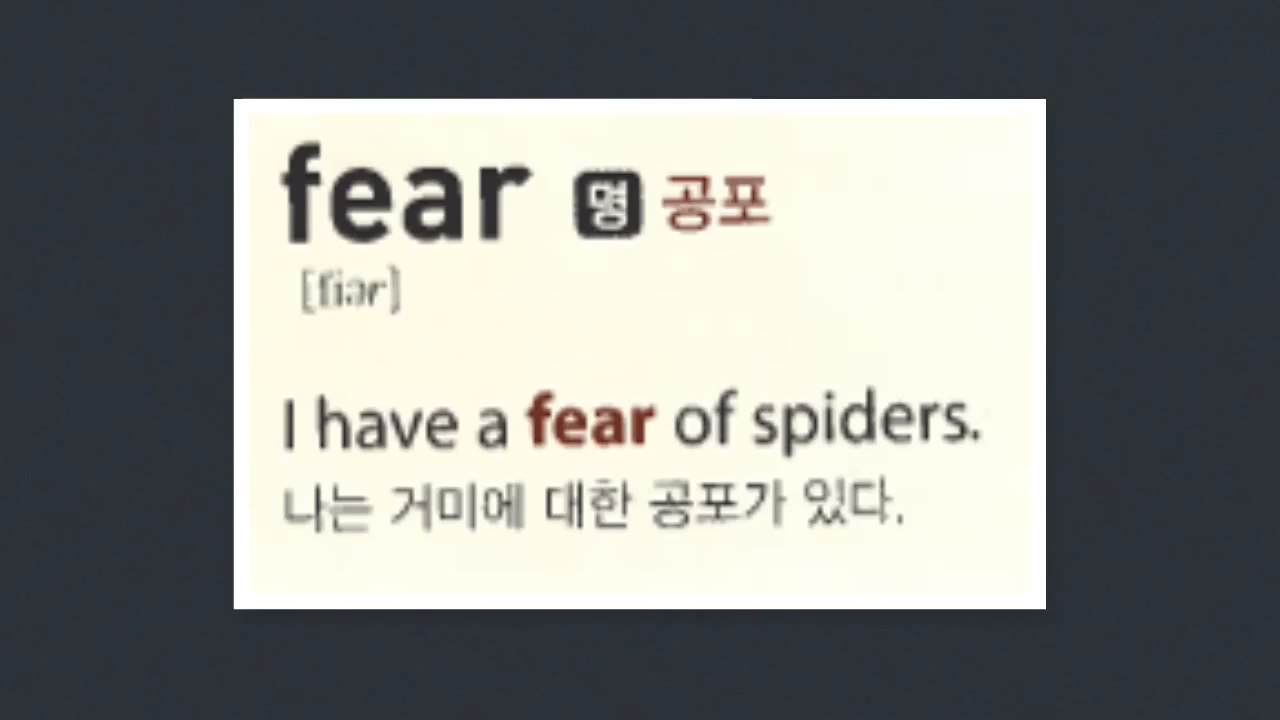 fear 명 공포
[fiər]
I have a fear of spiders.
나는 거미에 대한 공포가 있다.